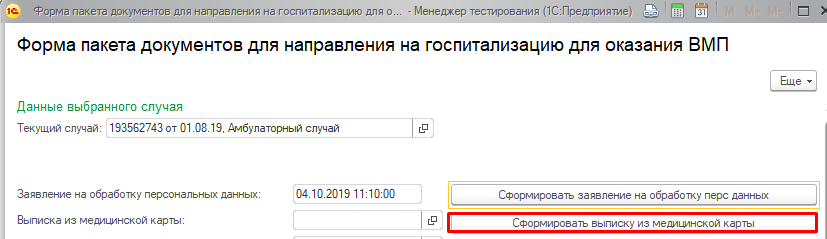 1С Форма пакета документов для направления на госпитализацию для о... - Менеджер тестирования (1С:Предприятие) 31 M M+ M-
Форма пакета документов для направления на госпитализацию для оказания ВМП
Еще
Данные выбранного случая
Текущий случай: 193562743 от 01.08.19, Амбулаторный случай
Заявление на обработку персональных данных: 04.10.2019 11:10:00 Сформировать заявление на обработку перс данных
Выписка из медицинской карты: Сформировать выписку из медицинской карты